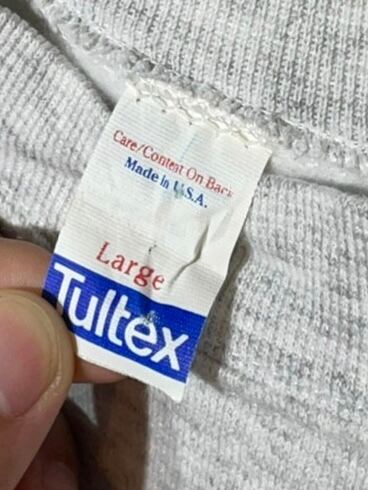 Care/Content On Back
Made in U.S.A.
Large
Tultex